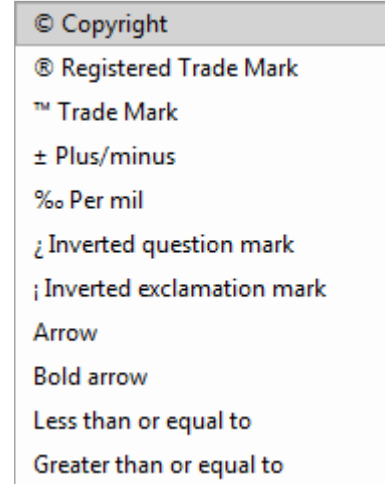 © Copyright
® Registered Trade Mark
™ Trade Mark
± Plus/minus
‰ Per mil
¿ Inverted question mark
¡ Inverted exclamation mark
Arrow
Bold arrow
Less than or equal to
Greater than or equal to